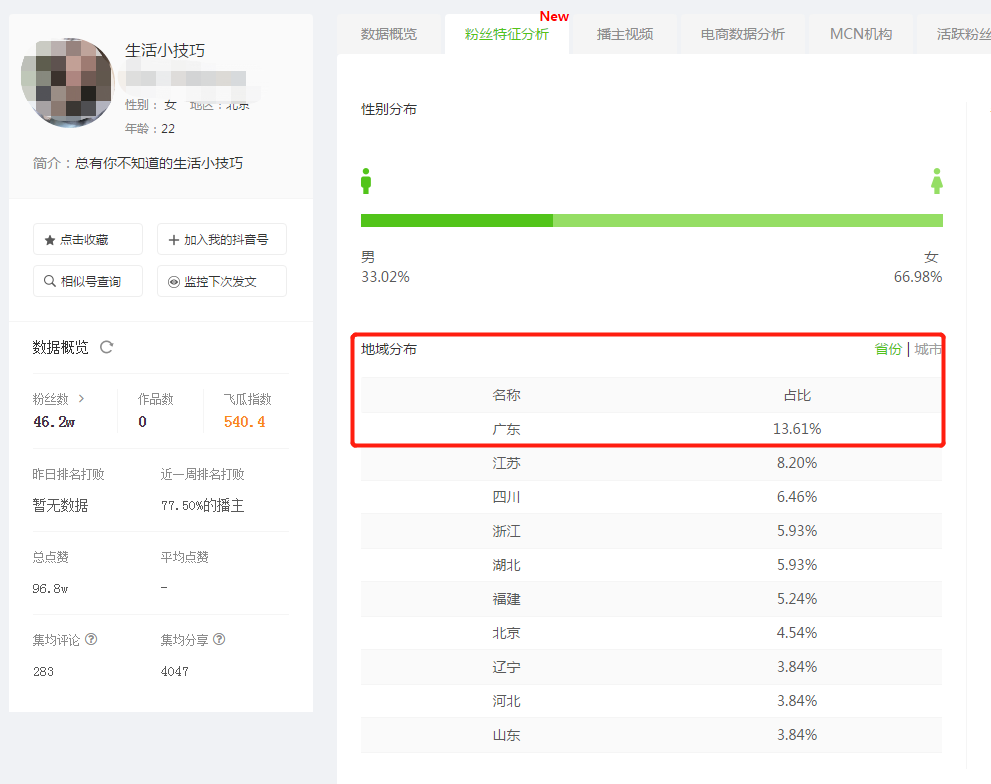 生活小技巧
性别： 女 地区：北京
年龄：22
简介：总有你不知道的生活小技巧
点击收藏
加入我的抖音号
相似号查询
监控下次发文
数据概览
粉丝数 作品数 飞瓜指数
46.2w 0 540.4
昨日排名打败 近一周排名打败
暂无数据 77.50%的播主
总点赞 平均点赞
96.8w -
集均评论 集均分享
283 4047
New
数据概览 粉丝特征分析 播主视频 电商数据分析 MCN机构 活跃粉丝
性别分布
男 女
33.02% 66.98%
地域分布 省份 | 城市
名称 占比
广东 13.61%
江苏 8.20%
四川 6.46%
浙江 5.93%
湖北 5.93%
福建 5.24%
北京 4.54%
辽宁 3.84%
河北 3.84%
山东 3.84%